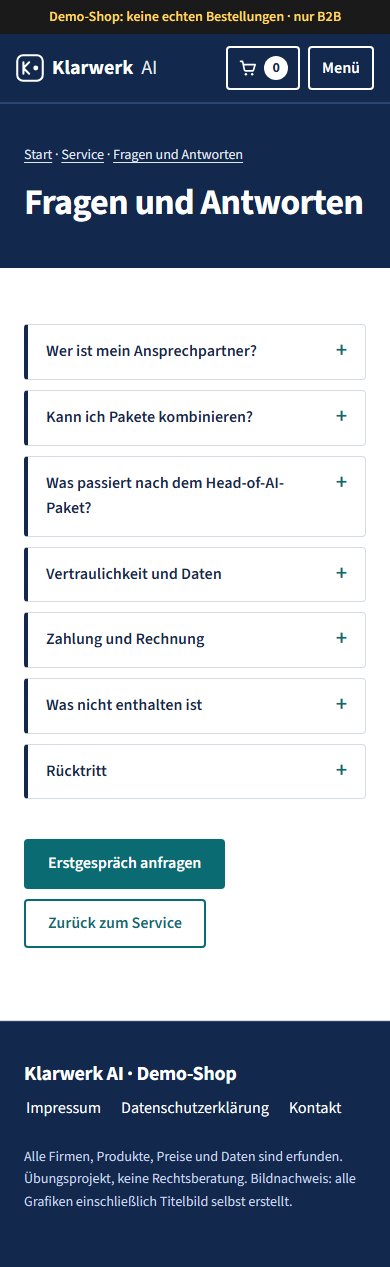 Demo-Shop: keine echten Bestellungen · nur B2B
K Klarwerk AI
0
Menü
Start · Service · Fragen und Antworten
Fragen und Antworten
Wer ist mein Ansprechpartner? +
Kann ich Pakete kombinieren? +
Was passiert nach dem Head-of-AI-
Paket? +
Vertraulichkeit und Daten +
Zahlung und Rechnung +
Was nicht enthalten ist +
Rücktritt +
Erstgespräch anfragen
Zurück zum Service
Klarwerk AI · Demo-Shop
Impressum Datenschutzerklärung Kontakt
Alle Firmen, Produkte, Preise und Daten sind erfunden.
Übungsprojekt, keine Rechtsberatung. Bildnachweis: alle
Grafiken einschließlich Titelbild selbst erstellt.